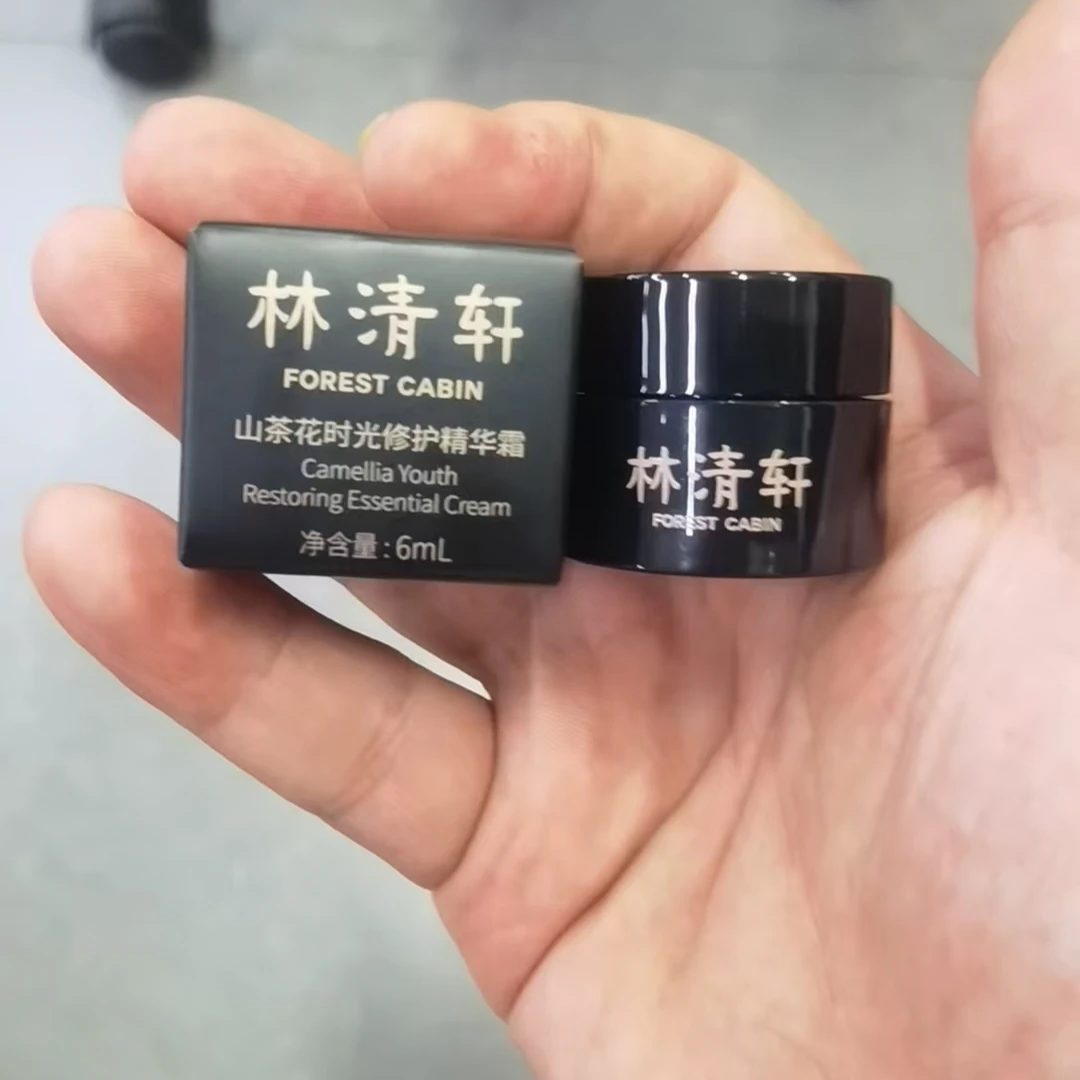 林清轩
FOREST CABIN
山茶花时光修护精华霜
Camellia Youth
Restoring Essential Cream
净含量:6mL
林清轩
FOREST CABIN